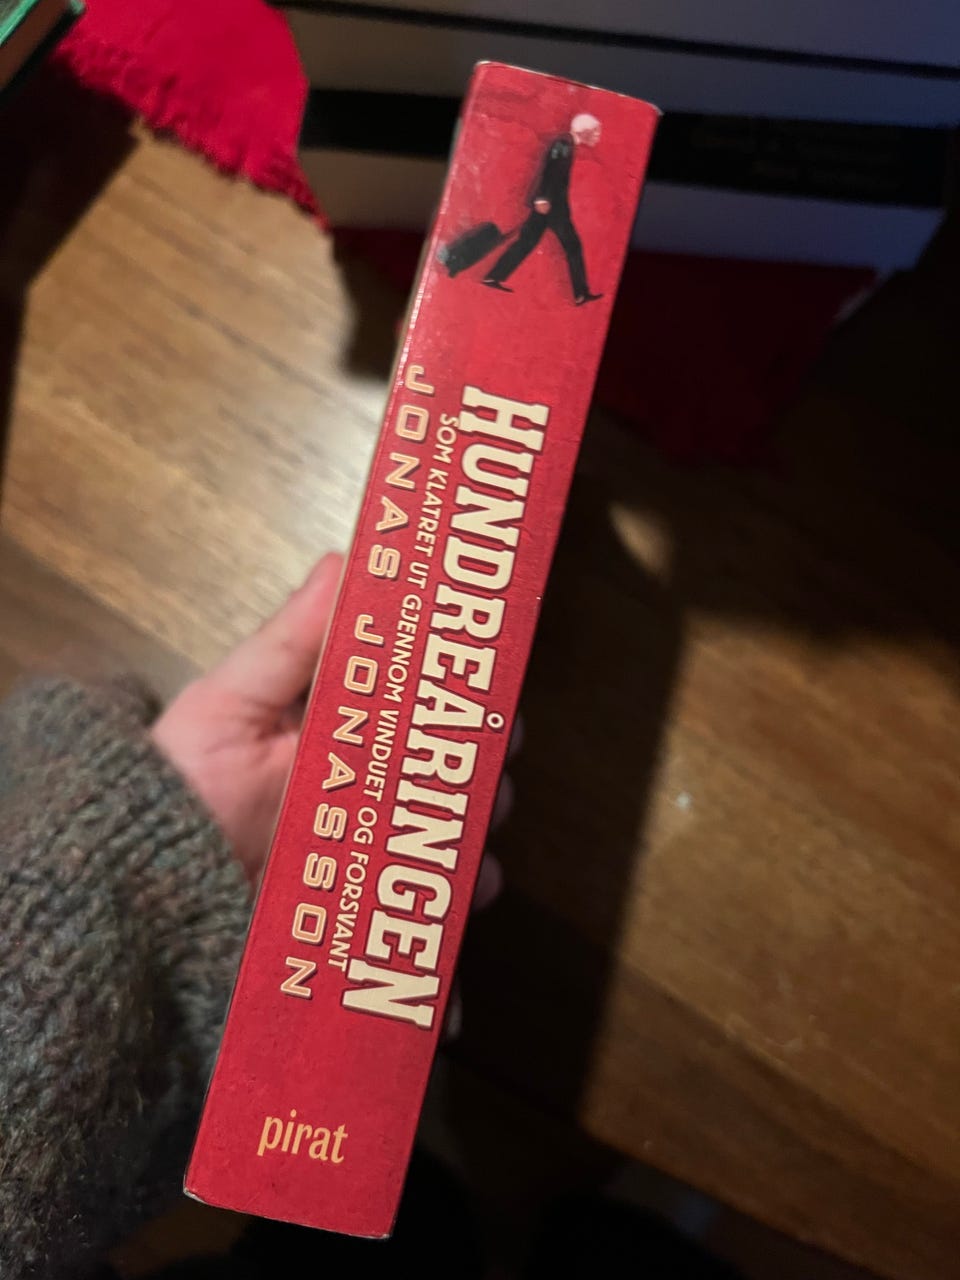 HUNDREÅRINGEN
SOM KLATRET UT GJENNOM VINDUET OG FORSVANT
JONAS JONASSON
pirat